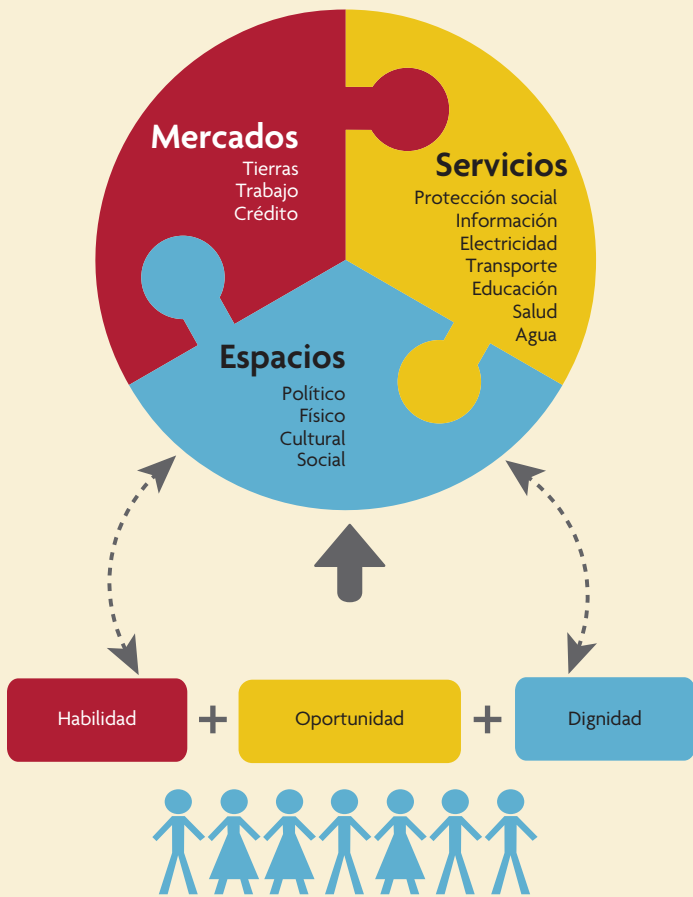 Mercados
Tierras
Trabajo
Crédito
Servicios
Protección social
Información
Electricidad
Transporte
Educación
Salud
Agua
Espacios
Político
Físico
Cultural
Social
Habilidad + Oportunidad + Dignidad